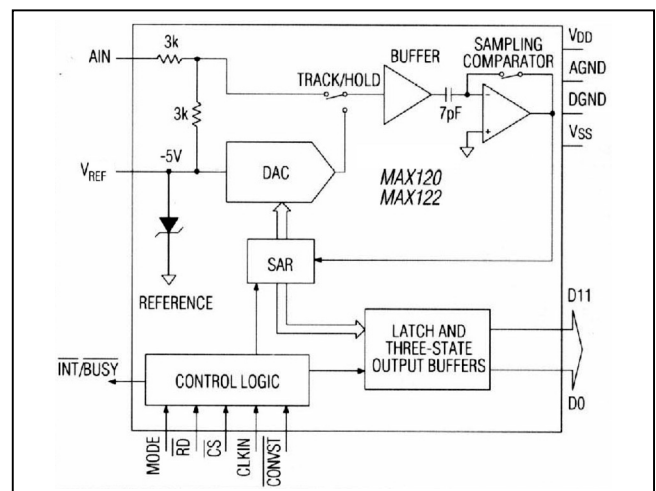 AIN
3k
3k
-5V
VREF
REFERENCE
TRACK/HOLD
BUFFER
7pF
SAMPLING
COMPARATOR
-
+
VDD
AGND
DGND
VSS
DAC
MAX120
MAX122
SAR
LATCH AND
THREE-STATE
OUTPUT BUFFERS
D11
D0
INT/BUSY
CONTROL LOGIC
MODE
RD
CS
CLKIN
CONVST